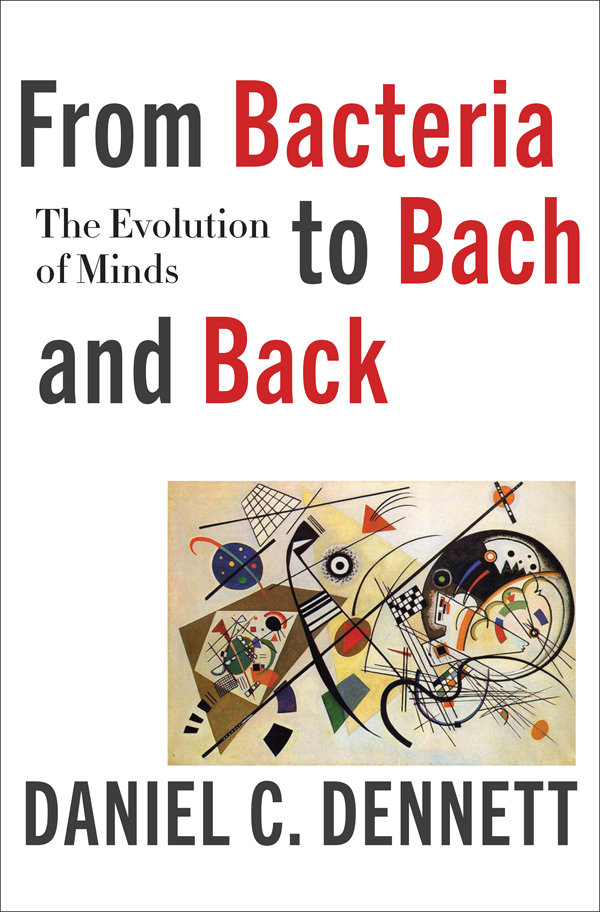 From Bacteria
The Evolution
of Minds
to Bach
and Back
DANIEL C. DENNETT